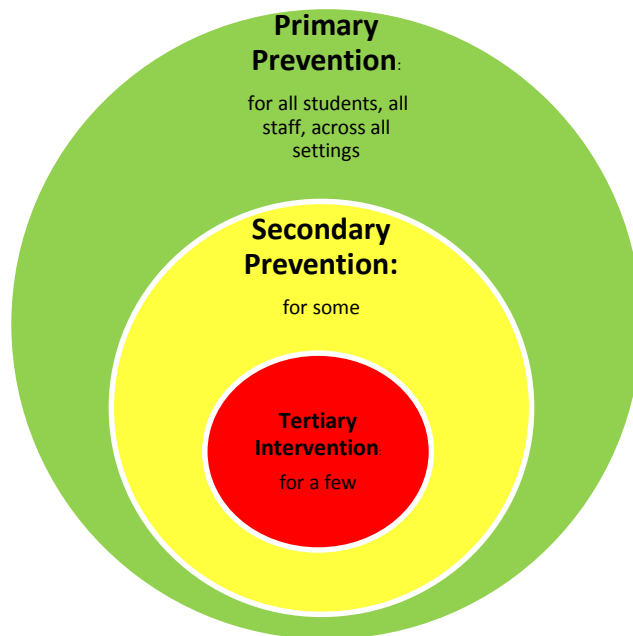 Primary
Prevention:
for all students, all
staff, across all
settings
Secondary
Prevention:
for some
Tertiary
Intervention:
for a few